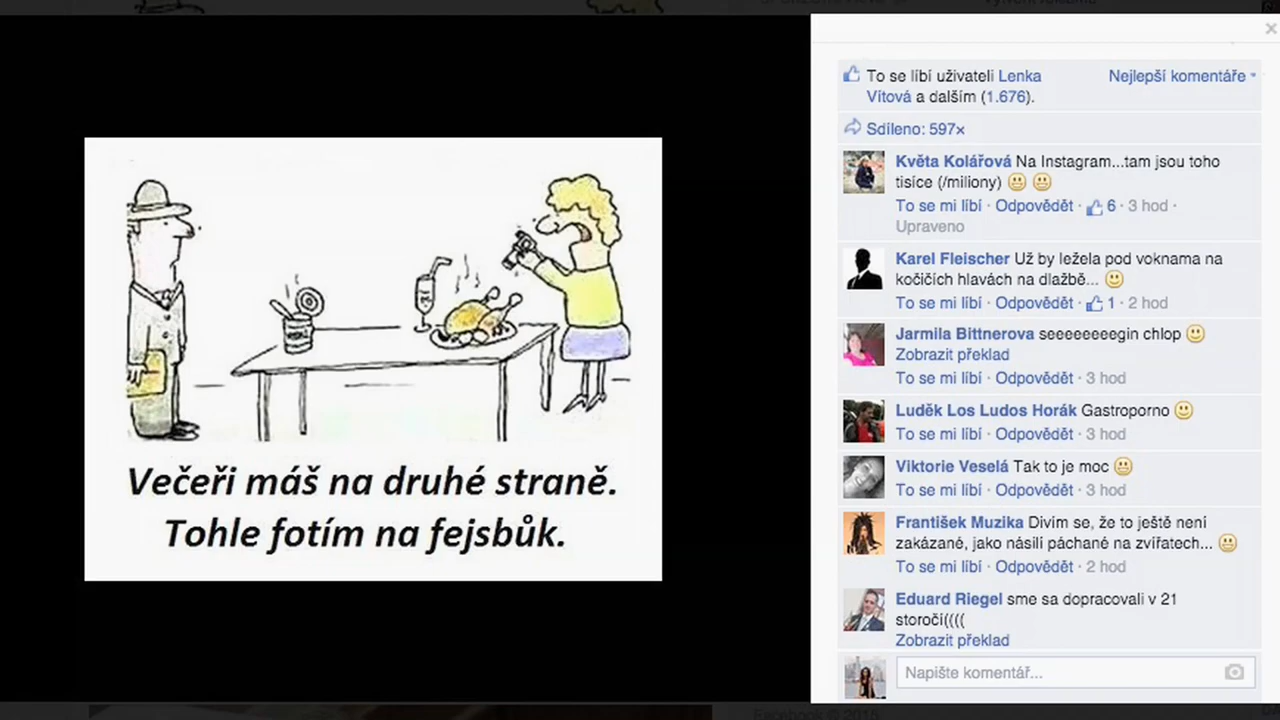 Večeři máš na druhé straně.
Tohle fotím na fejsbůk.
To se líbí uživateli Lenka
Vítová a dalším (1.676).
Nejlepší komentáře
Sdíleno: 597×
Květa Kolářová Na Instagram...tam jsou toho
tisíce (/miliony)
To se mi líbí · Odpovědět · 6 · 3 hod ·
Upraveno
Karel Fleischer Už by ležela pod voknama na
kočičích hlavách na dlažbě...
To se mi líbí · Odpovědět · 1 · 2 hod
Jarmila Bittnerova seeeeeeeegin chlop
Zobrazit překlad
To se mi líbí · Odpovědět · 3 hod
Luděk Los Ludos Horák Gastroporno
To se mi líbí · Odpovědět · 3 hod
Viktorie Veselá Tak to je moc
To se mi líbí · Odpovědět · 3 hod
František Muzika Divím se, že to ještě není
zakázané, jako násilí páchané na zvířatech...
To se mi líbí · Odpovědět · 2 hod
Eduard Riegel sme sa dopracovali v 21
storočí((((
Zobrazit překlad
Napište komentář...
Facebook © 2015